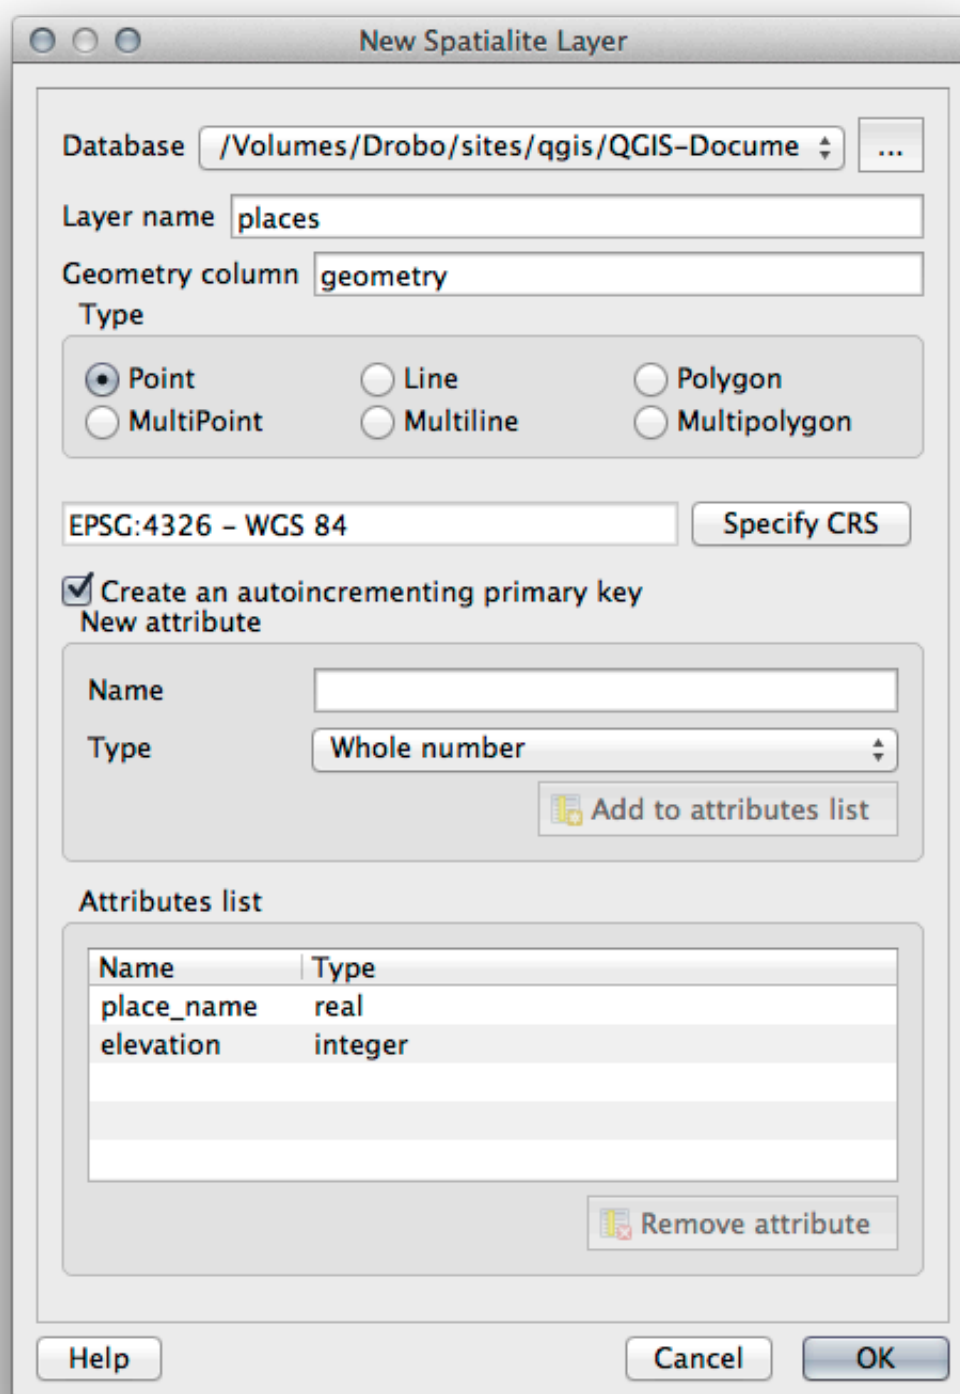 New Spatialite Layer
Database /Volumes/Drobo/sites/qgis/QGIS-Docume ...
Layer name places
Geometry column geometry
Type
Point Line Polygon
MultiPoint Multiline Multipolygon
EPSG:4326 – WGS 84 Specify CRS
Create an autoincrementing primary key
New attribute
Name
Type Whole number
Add to attributes list
Attributes list
Name Type
place_name real
elevation integer
Remove attribute
Help Cancel OK